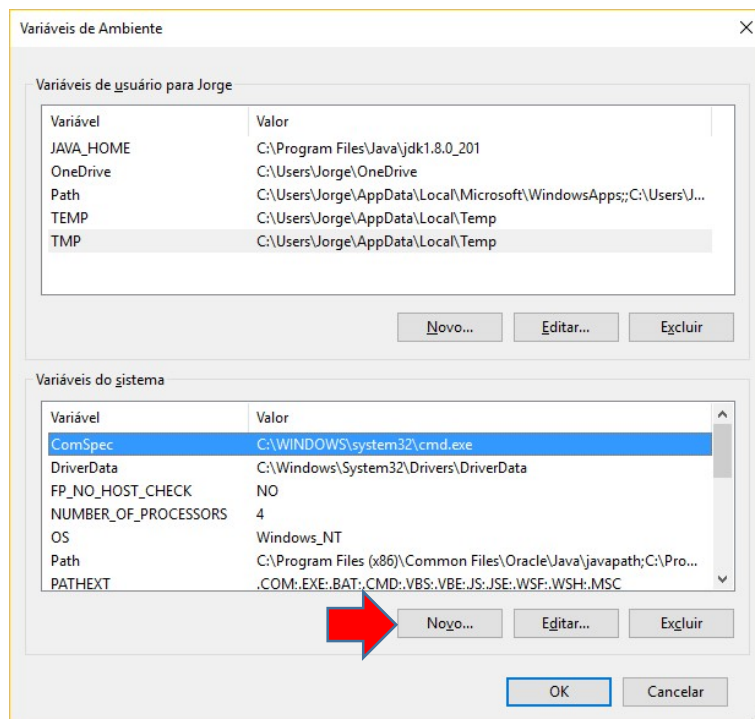 Variáveis de Ambiente
Variáveis de usuário para Jorge
Variável Valor
JAVA_HOME C:\Program Files\Java\jdk1.8.0_201
OneDrive C:\Users\Jorge\OneDrive
Path C:\Users\Jorge\AppData\Local\Microsoft\WindowsApps;;C:\Users\J...
TEMP C:\Users\Jorge\AppData\Local\Temp
TMP C:\Users\Jorge\AppData\Local\Temp
Novo... Editar... Excluir
Variáveis do sistema
Variável Valor
ComSpec C:\WINDOWS\system32\cmd.exe
DriverData C:\Windows\System32\Drivers\DriverData
FP_NO_HOST_CHECK NO
NUMBER_OF_PROCESSORS 4
OS Windows_NT
Path C:\Program Files (x86)\Common Files\Oracle\Java\javapath;C:\Pro...
PATHEXT .COM;.EXE;.BAT;.CMD;.VBS;.VBE;.JS;.JSE;.WSF;.WSH;.MSC
Novo... Editar... Excluir
OK Cancelar